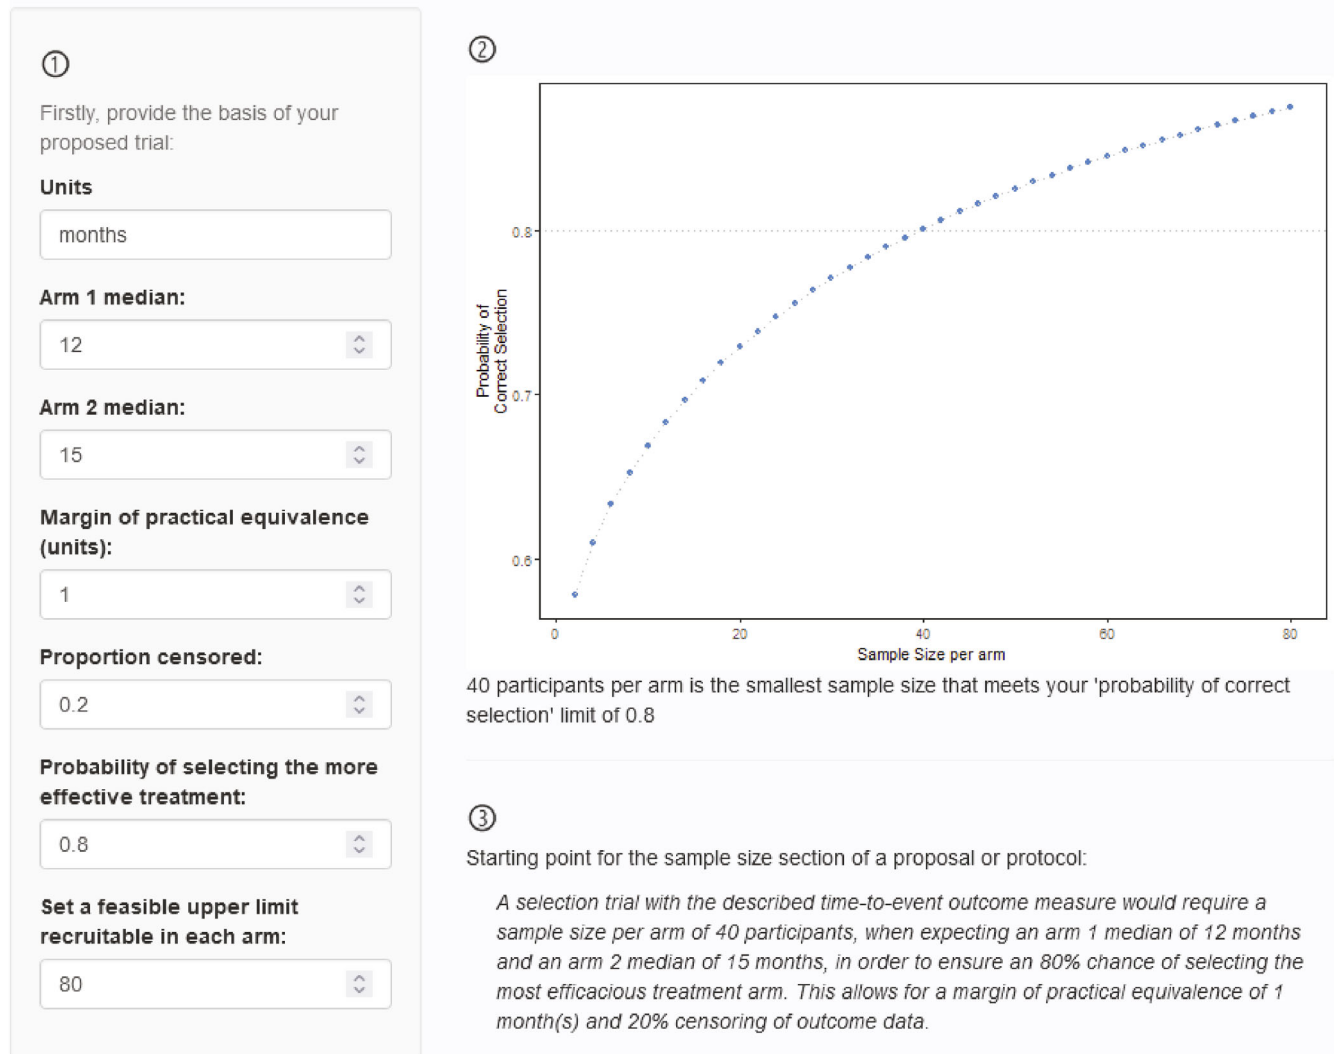 ①
Firstly, provide the basis of your
proposed trial:
Units
months
Arm 1 median:
12
Arm 2 median:
15
Margin of practical equivalence
(units):
1
Proportion censored:
0.2
Probability of selecting the more
effective treatment:
0.8
Set a feasible upper limit
recruitable in each arm:
80
②
0.8
0.7
0.6
Probability of
Correct Selection
0 20 40 60 80
Sample Size per arm
40 participants per arm is the smallest sample size that meets your 'probability of correct
selection' limit of 0.8
③
Starting point for the sample size section of a proposal or protocol:
A selection trial with the described time-to-event outcome measure would require a
sample size per arm of 40 participants, when expecting an arm 1 median of 12 months
and an arm 2 median of 15 months, in order to ensure an 80% chance of selecting the
most efficacious treatment arm. This allows for a margin of practical equivalence of 1
month(s) and 20% censoring of outcome data.